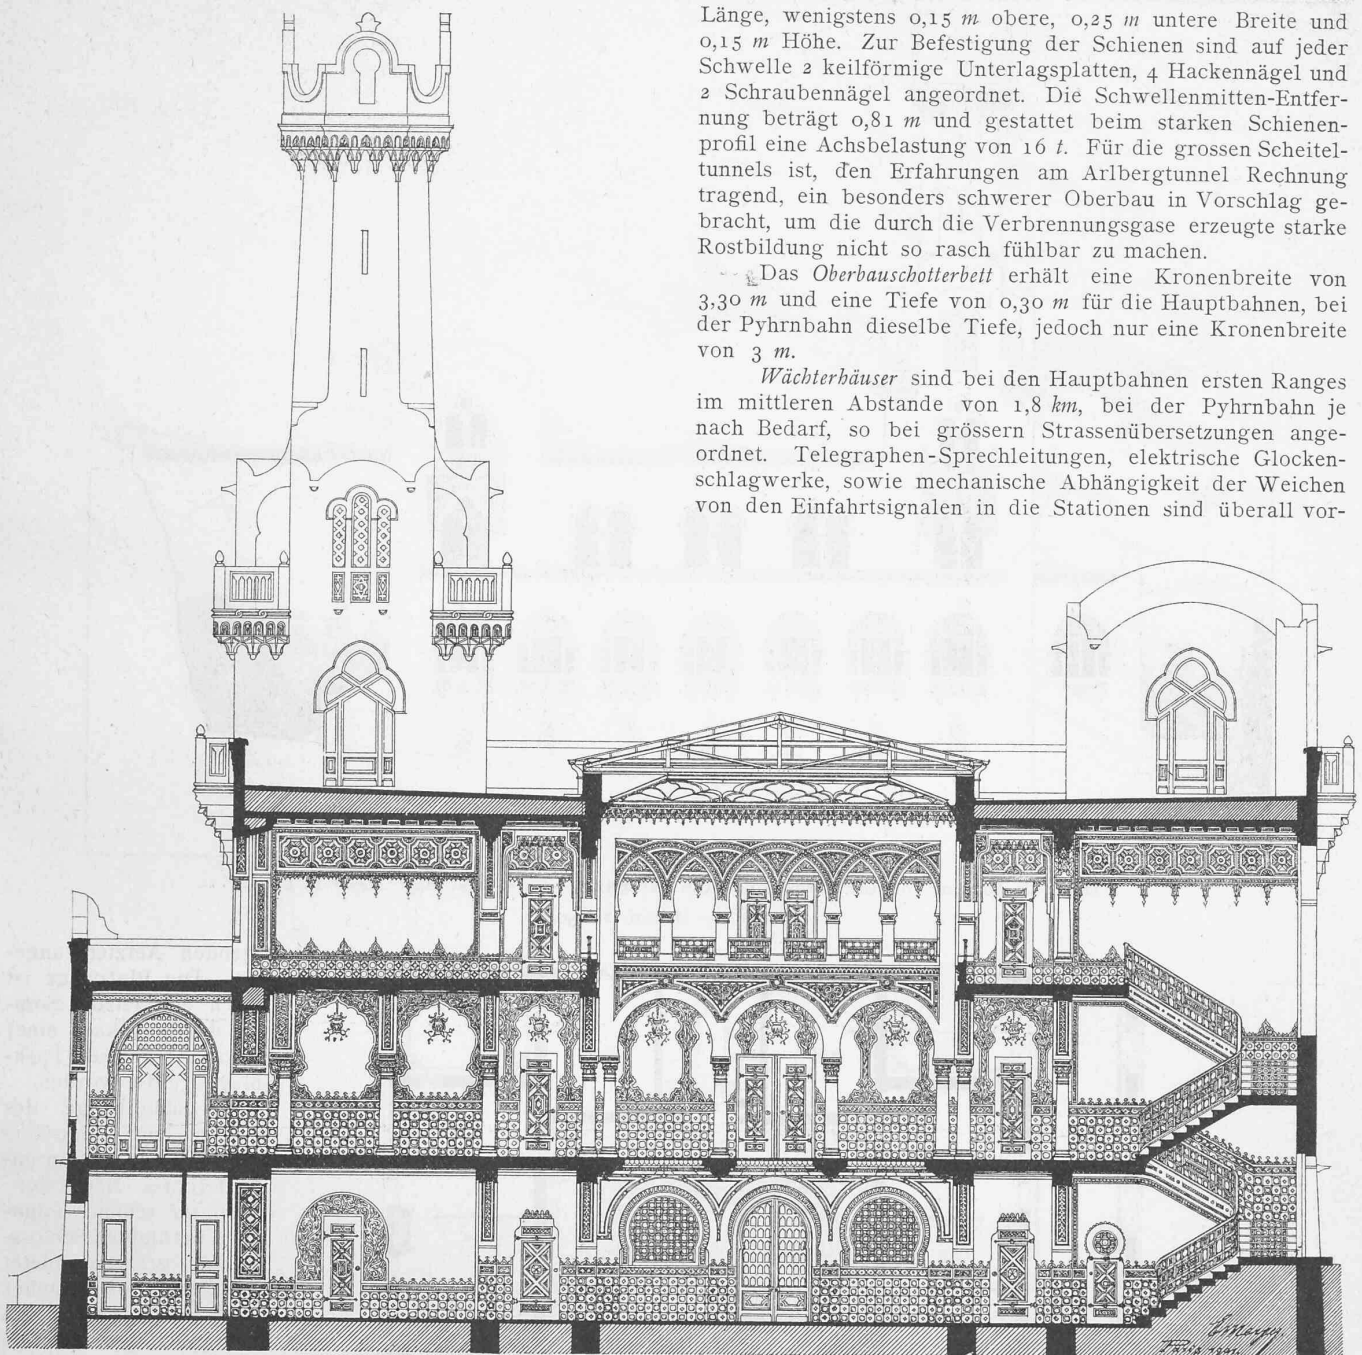 Länge, wenigstens 0,15 m obere, 0,25 m untere Breite und
0,15 m Höhe. Zur Befestigung der Schienen sind auf jeder
Schwelle 2 keilförmige Unterlagsplatten, 4 Hackennägel und
2 Schraubennägel angeordnet. Die Schwellenmitten-Entfer-
nung beträgt 0,81 m und gestattet beim starken Schienen-
profil eine Achsbelastung von 16 t. Für die grossen Scheitel-
tunnels ist, den Erfahrungen am Arlbergtunnel Rechnung
tragend, ein besonders schwerer Oberbau in Vorschlag ge-
bracht, um die durch die Verbrennungsgase erzeugte starke
Rostbildung nicht so rasch fühlbar zu machen.
Das Oberbauschotterbett erhält eine Kronenbreite von
3,30 m und eine Tiefe von 0,30 m für die Hauptbahnen, bei
der Pyhrnbahn dieselbe Tiefe, jedoch nur eine Kronenbreite
von 3 m.
Wächterhäuser sind bei den Hauptbahnen ersten Ranges
im mittleren Abstande von 1,8 km, bei der Pyhrnbahn je
nach Bedarf, so bei grössern Strassenübersetzungen ange-
ordnet. Telegraphen-Sprechleitungen, elektrische Glocken-
schlagwerke, sowie mechanische Abhängigkeit der Weichen
von den Einfahrtsignalen in die Stationen sind überall vor-
Paris